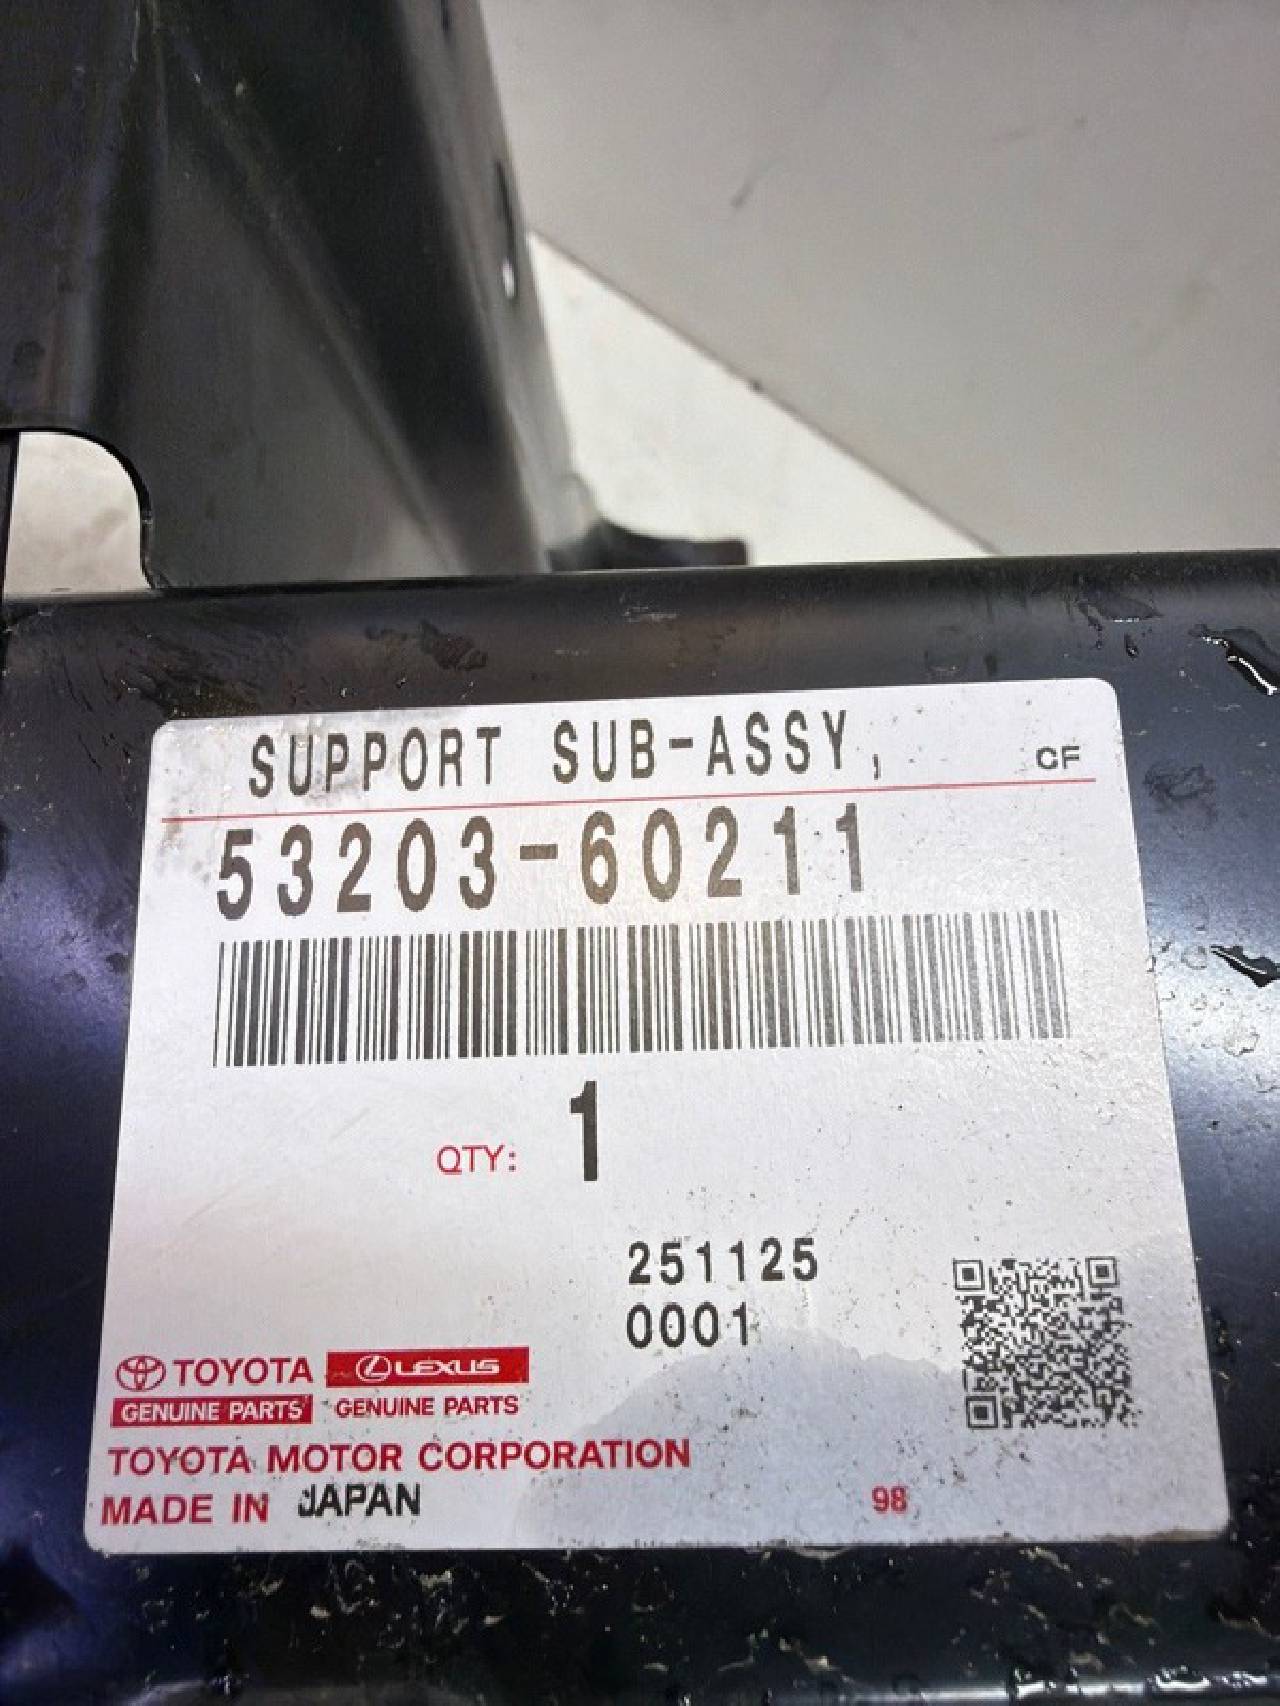 SUPPORT SUB-ASSY, CF
53203-60211
QTY: 1
251125
0001
TOYOTA LEXUS
GENUINE PARTS GENUINE PARTS
TOYOTA MOTOR CORPORATION
MADE IN JAPAN 98